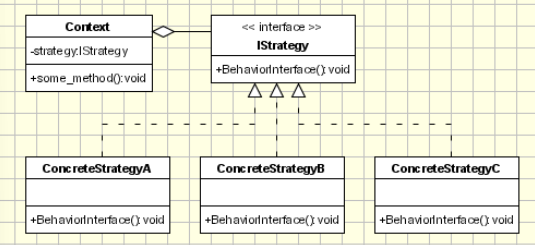 Context
-strategy:IStrategy
+some_method():void
<< interface >>
IStrategy
+BehaviorInterface():void
ConcreteStrategyA
+BehaviorInterface():void
ConcreteStrategyB
+BehaviorInterface():void
ConcreteStrategyC
+BehaviorInterface():void